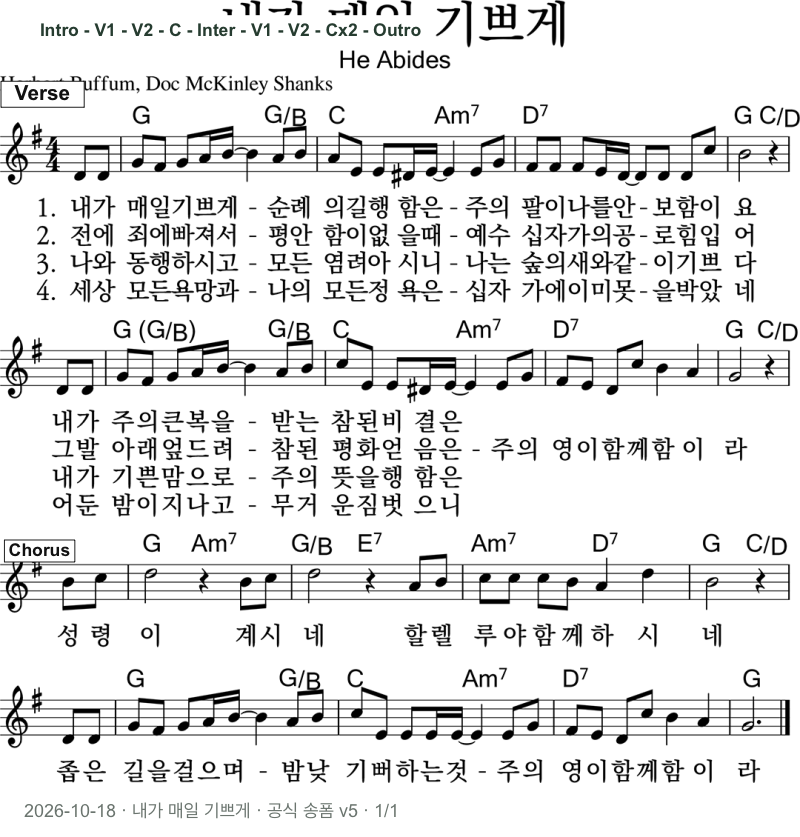 내가 매일 기쁘게
Intro - V1 - V2 - C - Inter - V1 - V2 - Cx2 - Outro
He Abides
Puffum, Doc McKinley Shanks
Verse
G G/B C Am7 D7 G C/D
1. 내가 매일기쁘게 - 순례 의길행 함은 - 주의 팔이나를안 - 보함이 요
2. 전에 죄에빠져서 - 평안 함이없 을때 - 예수 십자가의공 - 로힘입 어
3. 나와 동행하시고 - 모든 염려아 시니 - 나는 숲의새와같 - 이기쁘 다
4. 세상 모든욕망과 - 나의 모든정 욕은 - 십자 가에이미못 - 을박았 네
G (G/B) G/B C Am7 D7 G C/D
내가 주의큰복을 - 받는 참된비 결은
그발 아래엎드려 - 참된 평화얻 음은 - 주의 영이함께함 이 라
내가 기쁜맘으로 - 주의 뜻을행 함은
어둔 밤이지나고 - 무거 운짐벗 으니
Chorus
G Am7 G/B E7 Am7 D7 G C/D
성 령 이 계시 네 할렐 루야함께하 시 네
G G/B C Am7 D7 G
좁은 길을걸으며 - 밤낮 기뻐하는것 - 주의 영이함께함 이 라
2026-10-18 · 내가 매일 기쁘게 · 공식 송폼 v5 · 1/1